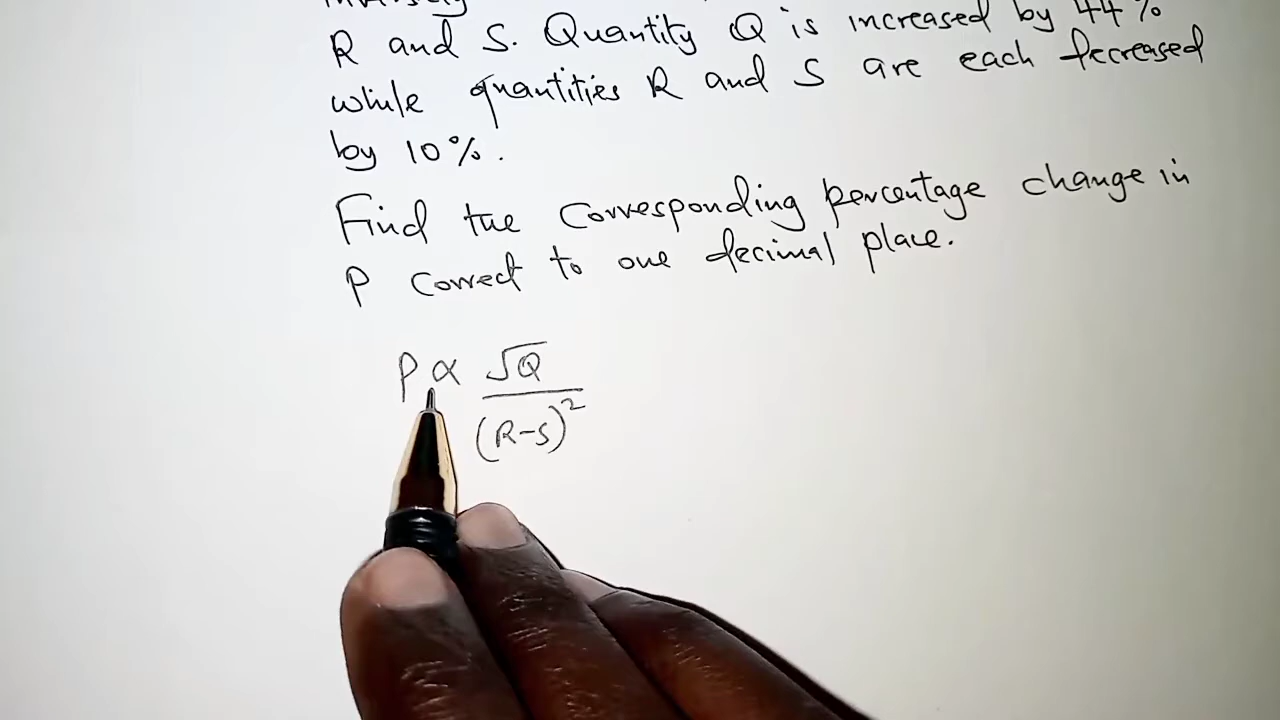 inversely
R and S. Quantity Q is increased by 44%
while quantities R and S are each decreased
by 10%.
Find the corresponding percentage change in
P correct to one decimal place.
P ∝ √Q
(R-S)²